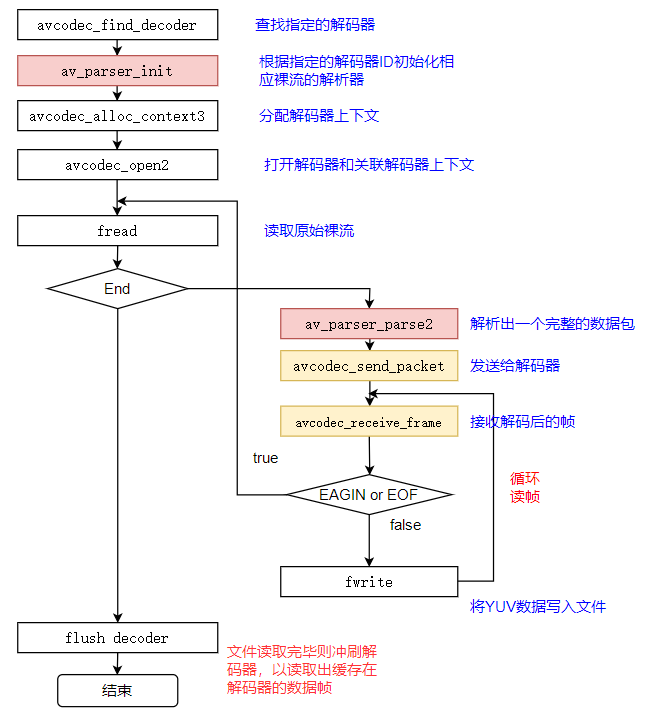 avcodec_find_decoder
查找指定的解码器
av_parser_init
根据指定的解码器ID初始化相
应裸流的解析器
avcodec_alloc_context3
分配解码器上下文
avcodec_open2
打开解码器和关联解码器上下文
fread
读取原始裸流
End
av_parser_parse2
解析出一个完整的数据包
avcodec_send_packet
发送给解码器
avcodec_receive_frame
接收解码后的帧
true
EAGIN or EOF
循环
读帧
false
fwrite
将YUV数据写入文件
flush decoder
文件读取完毕则冲刷解
码器，以读取出缓存在
解码器的数据帧
结束